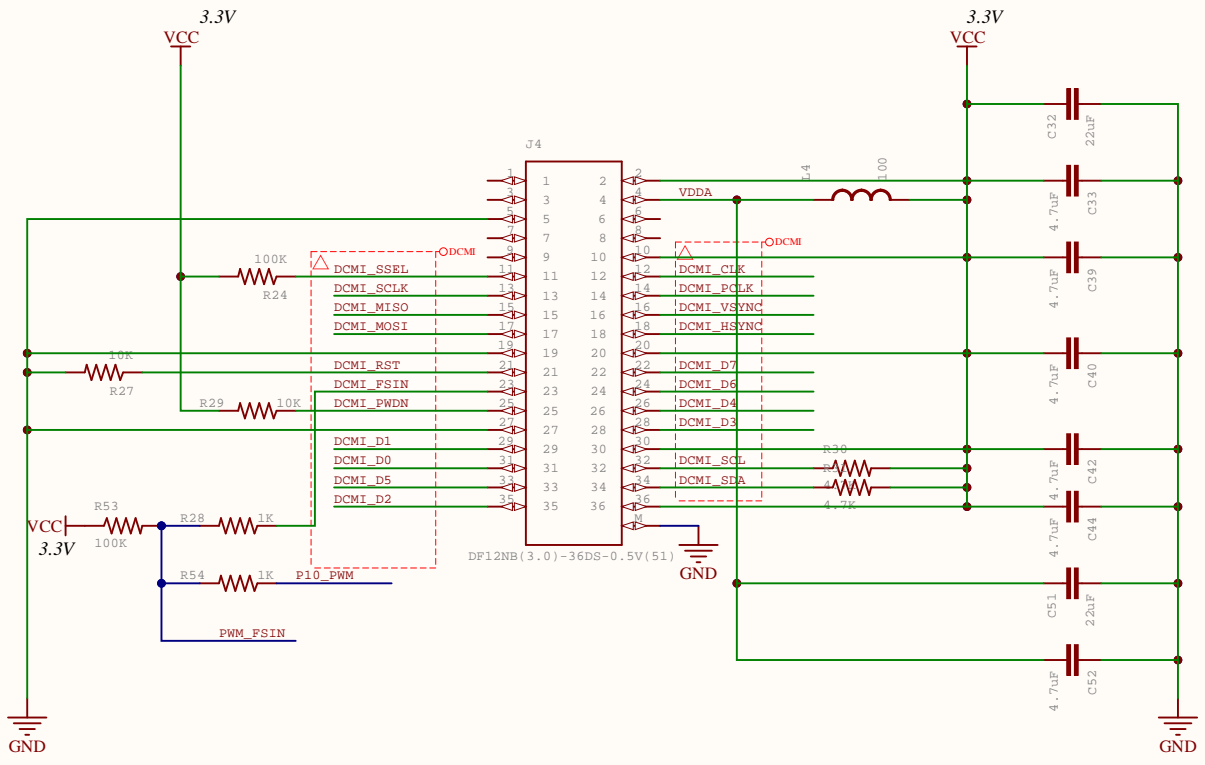 3.3V
3.3V
VCC
VCC
C32
22uF
J4
L4
100
1 1 2 2
3 3 4 4 VDDA
C33
4.7uF
5 5 6 6
7 7 8 8
DCMI
DCMI
9 9 10 10
C39
4.7uF
100K
R24
DCMI_SSEL 11 11 12 12 DCMI_CLK
DCMI_SCLK 13 13 14 14 DCMI_PCLK
DCMI_MISO 15 15 16 16 DCMI_VSYNC
DCMI_MOSI 17 17 18 18 DCMI_HSYNC
19 19 20 20
C40
4.7uF
10K
R27
DCMI_RST 21 21 22 22 DCMI_D7
DCMI_FSIN 23 23 24 24 DCMI_D6
R29 10K DCMI_PWDN 25 25 26 26 DCMI_D4
27 27 28 28 DCMI_D3
DCMI_D1 29 29 30 30
R30
C42
4.7uF
DCMI_D0 31 31 32 32 DCMI_SCL
DCMI_D5 33 33 34 34 DCMI_SDA
DCMI_D2 35 35 36 36
4.7K
C44
4.7uF
R53
VCC
100K
3.3V
R28 1K
M
DF12NB(3.0)-36DS-0.5V(51)
GND
R54 1K P10_PWM
C51
22uF
PWM_FSIN
C52
4.7uF
GND
GND